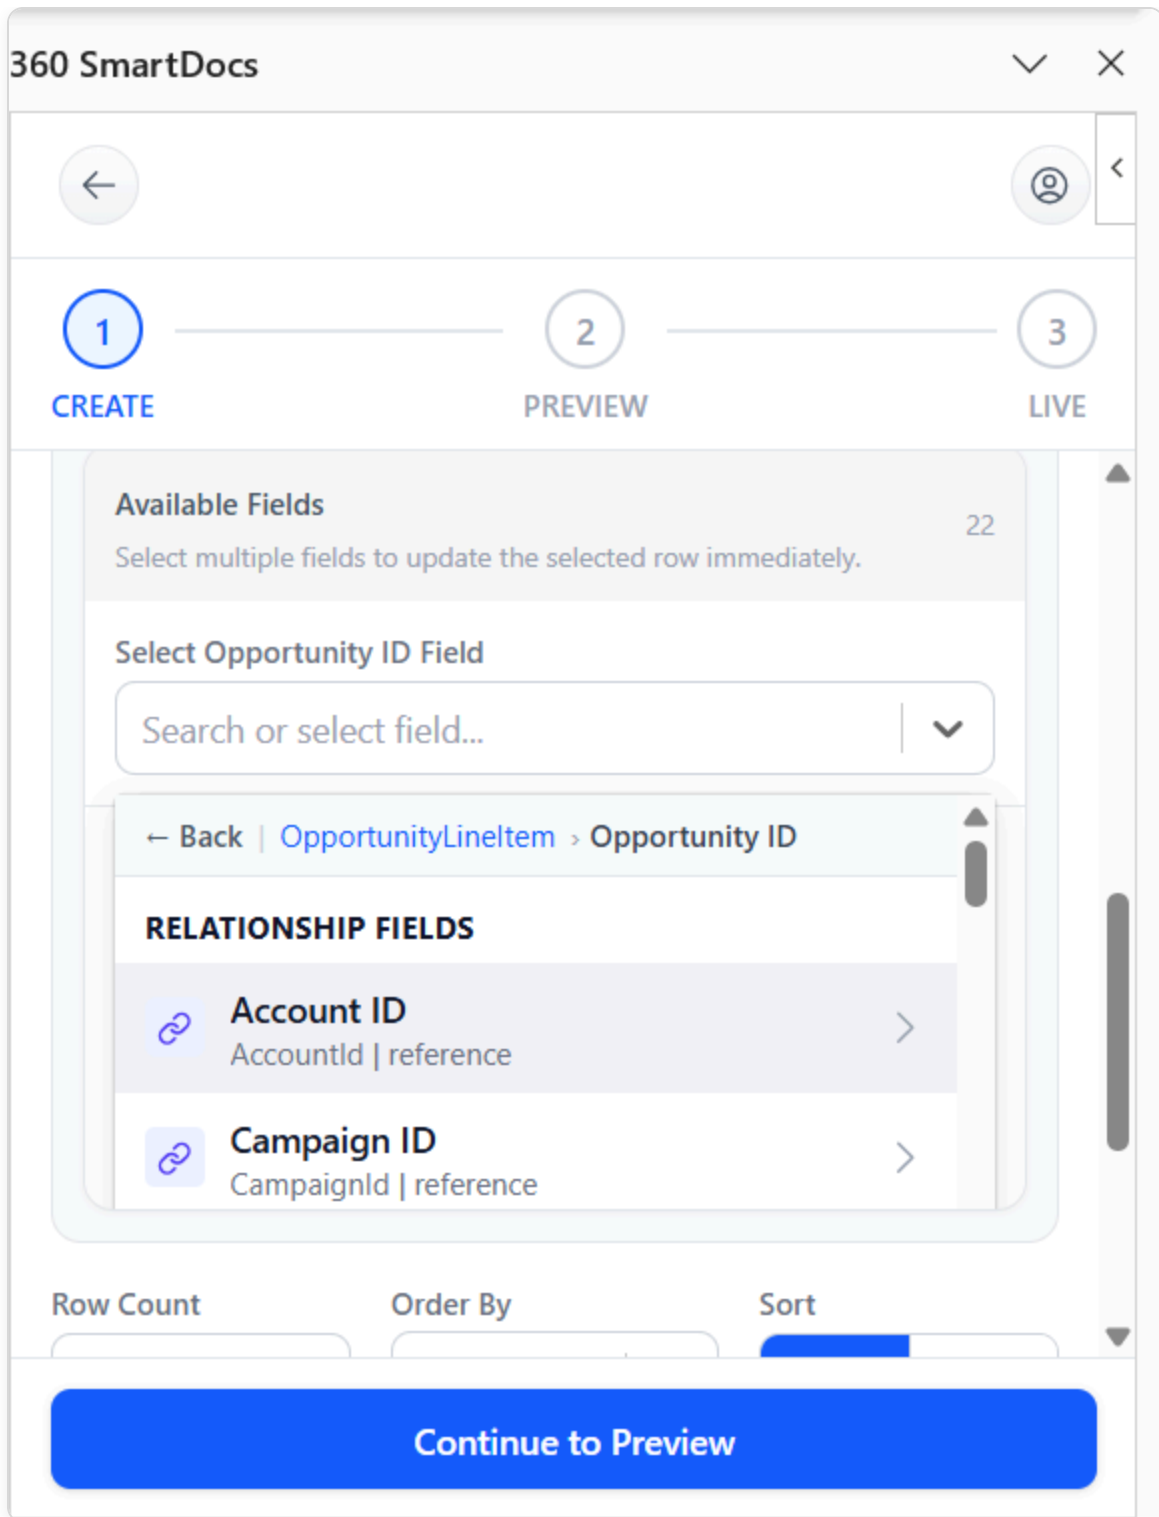 360 SmartDocs
1
2
3
CREATE
PREVIEW
LIVE
Available Fields
22
Select multiple fields to update the selected row immediately.
Select Opportunity ID Field
Search or select field...
← Back | OpportunityLineItem › Opportunity ID
RELATIONSHIP FIELDS
Account ID
AccountId | reference
Campaign ID
CampaignId | reference
Row Count
Order By
Sort
Continue to Preview